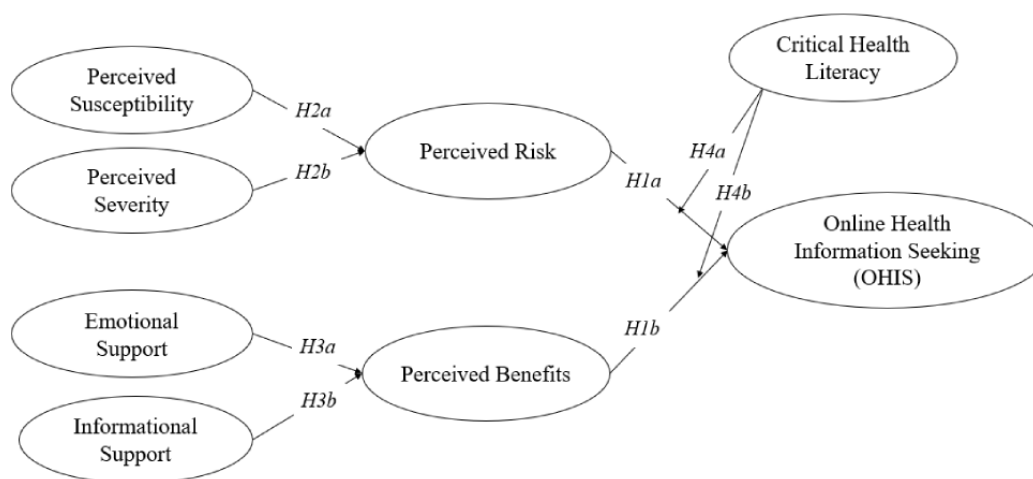 Critical Health
Literacy
Perceived
Susceptibility
H2a
Perceived Risk
H4a
H2b
H1a
H4b
Perceived
Severity
Online Health
Information Seeking
(OHIS)
Emotional
Support
H3a
H1b
Perceived Benefits
H3b
Informational
Support